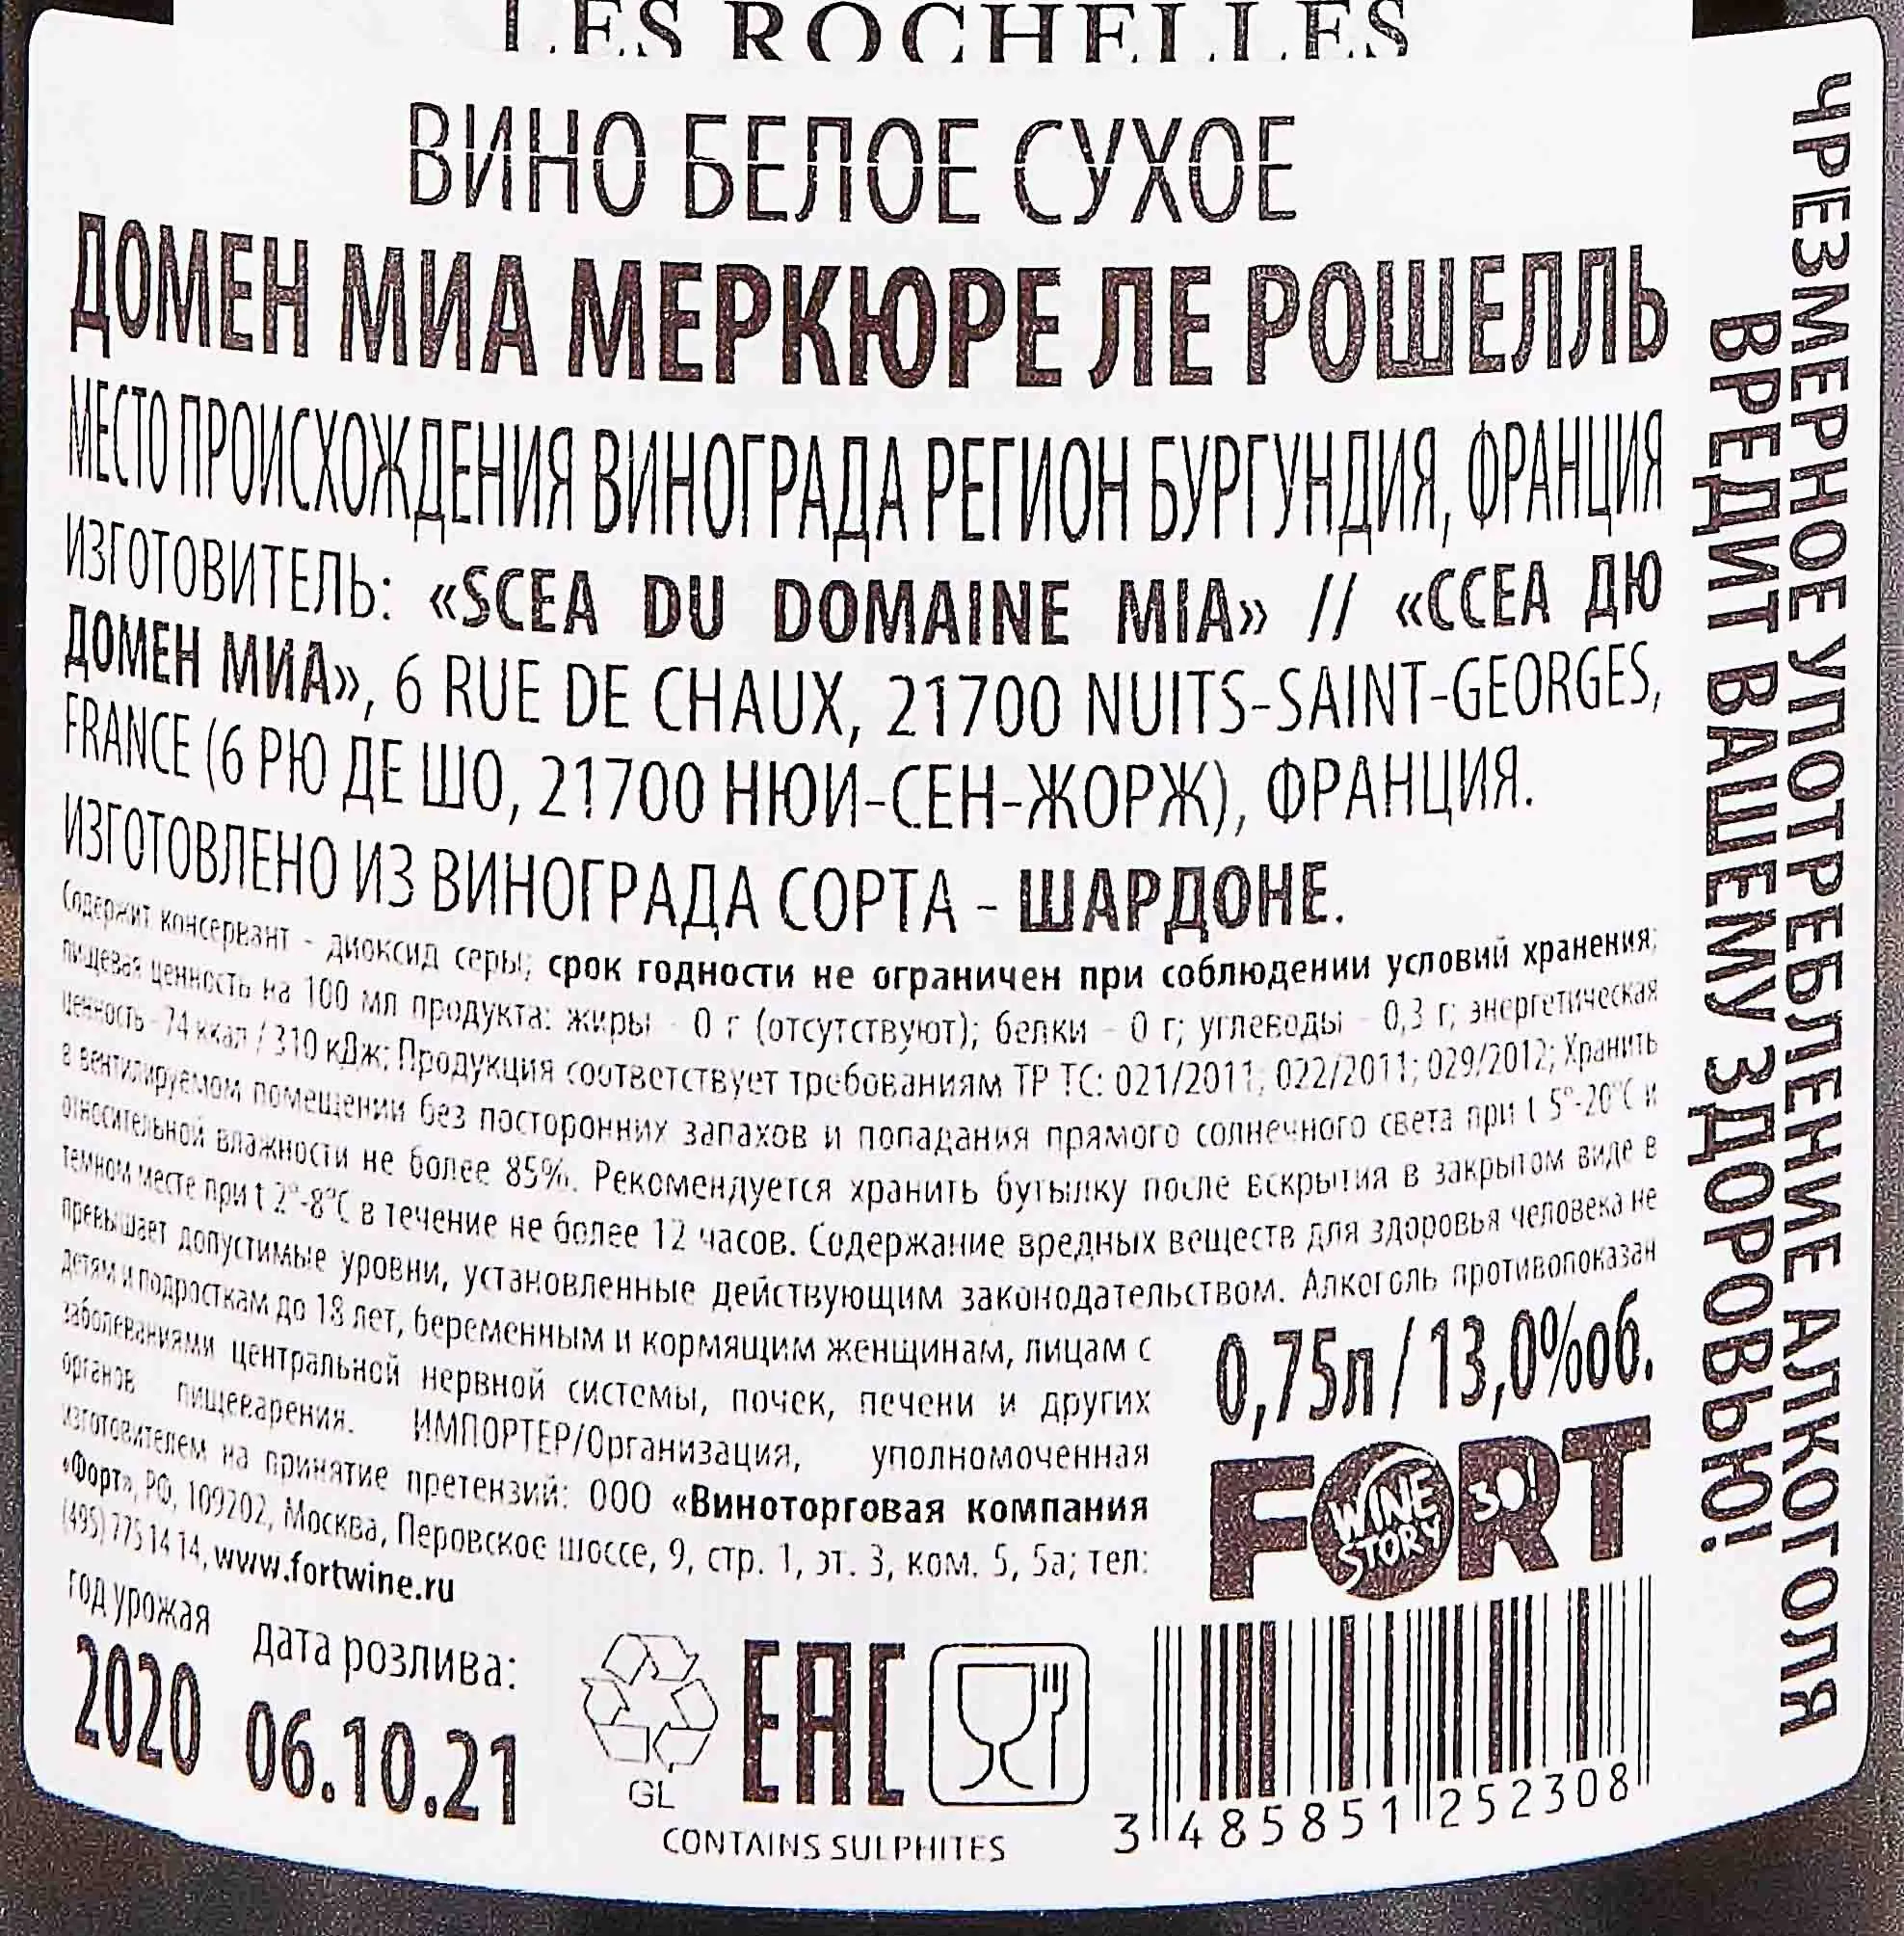 LES ROCHELLES
ВИНО БЕЛОЕ СУХОЕ
ДОМЕН МИА МЕРКЮРЕ ЛЕ РОШЕЛЛЬ
МЕСТО ПРОИСХОЖДЕНИЯ ВИНОГРАДА РЕГИОН БУРГУНДИЯ, ФРАНЦИЯ
ИЗГОТОВИТЕЛЬ: «SCEA DU DOMAINE MIA» // «ССЕА ДЮ
ДОМЕН МИА», 6 RUE DE CHAUX, 21700 NUITS-SAINT-GEORGES,
FRANCE (6 РЮ ДЕ ШО, 21700 НЮИ-СЕН-ЖОРЖ), ФРАНЦИЯ.
ИЗГОТОВЛЕНО ИЗ ВИНОГРАДА СОРТА - ШАРДОНЕ.
Содержит консервант - диоксид серы; срок годности не ограничен при соблюдении условий хранения;
пищевая ценность на 100 мл продукта: жиры - 0 г (отсутствуют); белки - 0 г; углеводы - 0,3 г; энергетическая
ценность - 74 ккал / 310 кДж; Продукция соответствует требованиям ТР ТС: 021/2011; 022/2011; 029/2012; Хранить
в вентилируемом помещении без посторонних запахов и попадания прямого солнечного света при t 5°-20°С и
относительной влажности не более 85%. Рекомендуется хранить бутылку после вскрытия в закрытом виде в
темном месте при t 2°-8°С в течение не более 12 часов. Содержание вредных веществ для здоровья человека не
превышает допустимые уровни, установленные действующим законодательством. Алкоголь противопоказан
детям и подросткам до 18 лет, беременным и кормящим женщинам, лицам с
заболеваниями центральной нервной системы, почек, печени и других
органов пищеварения. ИМПОРТЕР/Организация, уполномоченная
изготовителем на принятие претензий: ООО «Виноторговая компания
«Форт», РФ, 109202, Москва, Перовское шоссе, 9, стр. 1, эт. 3, ком. 5, 5а; тел:
(495) 775 14 14, www.fortwine.ru
0,75л / 13,0%об.
FORT
WINE
STORY
30!
год урожая
2020
дата розлива:
06.10.21
GL
EAC
CONTAINS SULPHITES
3 485851 252308
ЧРЕЗМЕРНОЕ УПОТРЕБЛЕНИЕ АЛКОГОЛЯ
ВРЕДИТ ВАШЕМУ ЗДОРОВЬЮ!